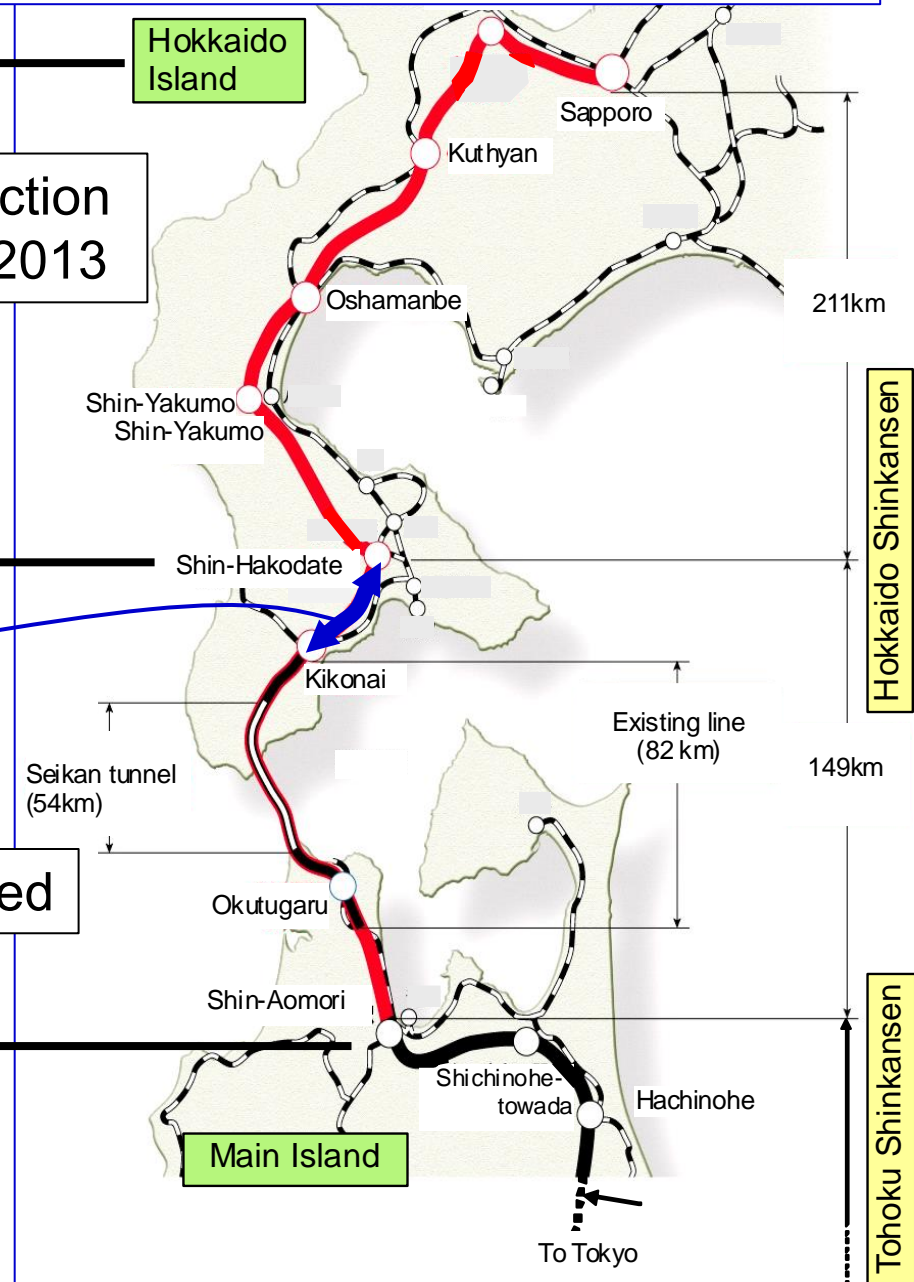 Hokkaido
Island
Sapporo
Kuthyan
ction
2013
Oshamanbe
211km
Shin-Yakumo
Shin-Yakumo
Hokkaido Shinkansen
Shin-Hakodate
Kikonai
Existing line
(82 km)
149km
Seikan tunnel
(54km)
ed
Okutugaru
Shin-Aomori
Shichinohe-
towada
Hachinohe
Main Island
Tohoku Shinkansen
To Tokyo